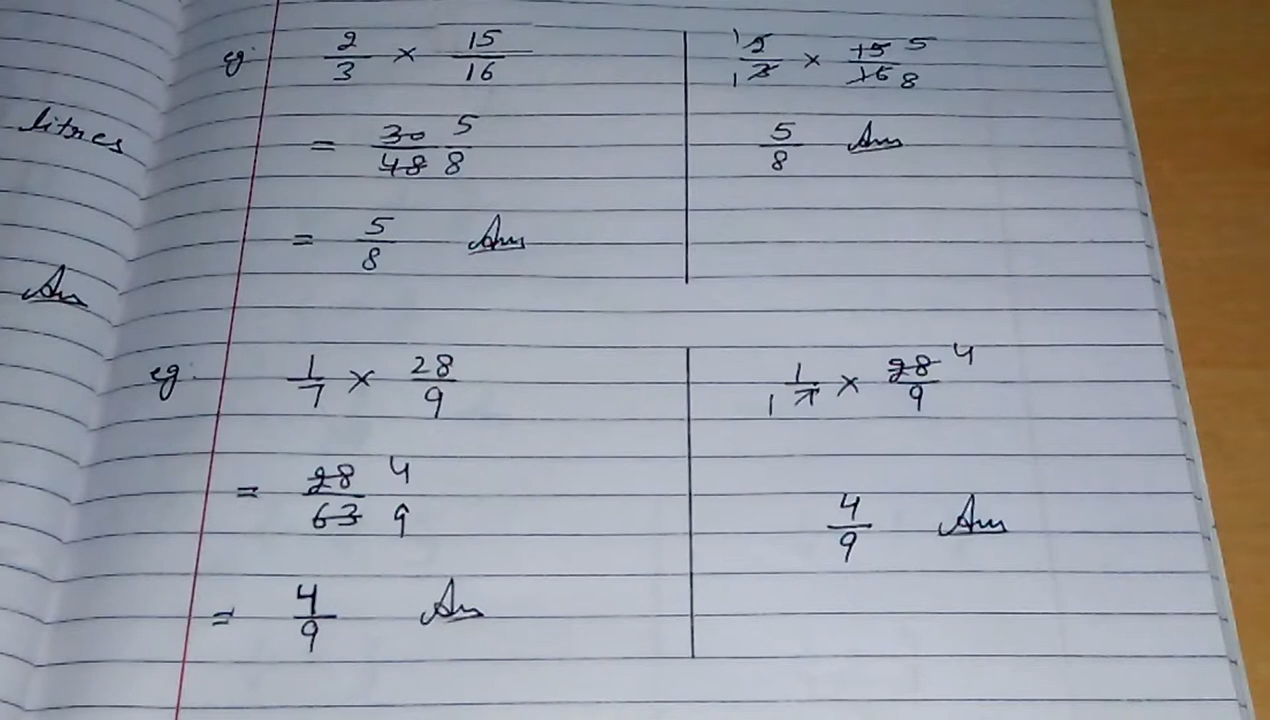 litres
Ans
eg. 2/3 × 15/16
= 30/48 5/8
= 5/8 Ans
1 2/3 1 × 15/16 5 8
5/8 Ans
eg. 1/7 × 28/9
= 28/63 4/9
= 4/9 Ans
1/7 1 × 28/9 4
4/9 Ans